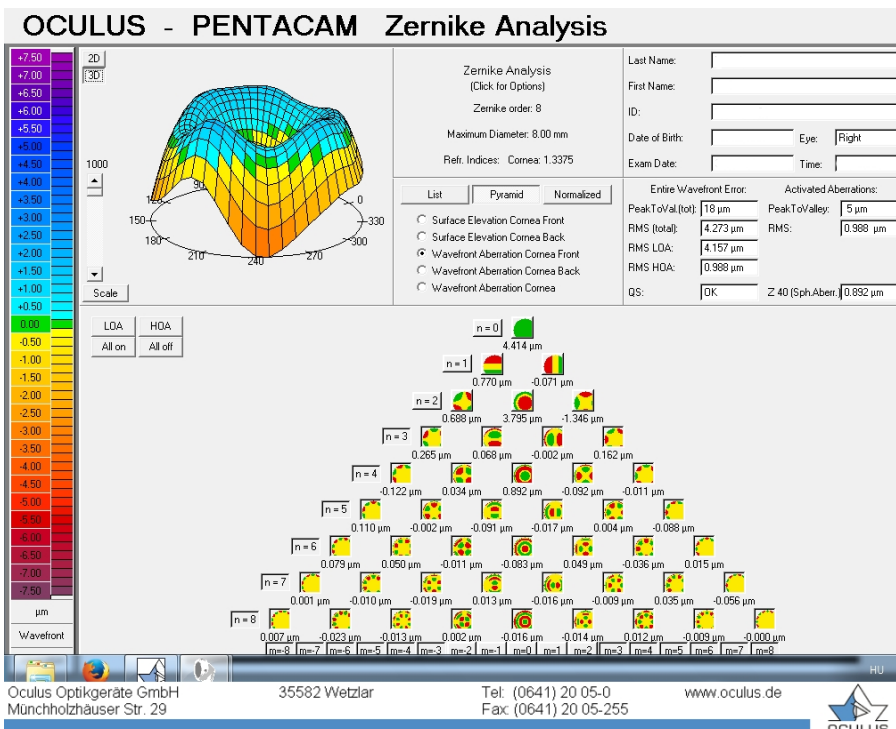 OCULUS - PENTACAM Zernike Analysis
+7.50
+7.00
+6.50
+6.00
+5.50
+5.00
+4.50
+4.00
+3.50
+3.00
+2.50
+2.00
+1.50
+1.00
+0.50
0.00
-0.50
-1.00
-1.50
-2.00
-2.50
-3.00
-3.50
-4.00
-4.50
-5.00
-5.50
-6.00
-6.50
-7.00
-7.50
µm
Wavefront
2D
3D
1000
Scale
90
120
150
180
210
240
270
300
330
0
Zernike Analysis
(Click for Options)
Zernike order: 8
Maximum Diameter: 8.00 mm
Refr. Indices: Cornea: 1.3375
Last Name:
First Name:
ID:
Date of Birth: Eye: Right
Exam Date: Time:
List Pyramid Normalized
Surface Elevation Cornea Front
Surface Elevation Cornea Back
Wavefront Aberration Cornea Front
Wavefront Aberration Cornea Back
Wavefront Aberration Cornea
Entire Wavefront Error: Activated Aberrations:
PeakToVal.(tot): 18 µm PeakToValley: 5 µm
RMS (total): 4.273 µm RMS: 0.988 µm
RMS LOA: 4.157 µm
RMS HOA: 0.988 µm
QS: OK Z 40 (Sph.Aberr.) 0.892 µm
LOA HOA
All on All off
n = 0
4.414 µm
n = 1
0.770 µm -0.071 µm
n = 2
0.688 µm 3.795 µm -1.346 µm
n = 3
0.265 µm 0.068 µm -0.002 µm 0.162 µm
n = 4
-0.122 µm 0.034 µm 0.892 µm -0.092 µm -0.011 µm
n = 5
0.110 µm -0.002 µm -0.091 µm -0.017 µm 0.004 µm -0.088 µm
n = 6
0.079 µm 0.050 µm -0.011 µm -0.083 µm 0.049 µm -0.036 µm 0.015 µm
n = 7
0.001 µm -0.010 µm -0.019 µm 0.013 µm -0.016 µm -0.009 µm 0.035 µm -0.056 µm
n = 8
0.007 µm -0.023 µm -0.013 µm 0.002 µm -0.016 µm -0.014 µm 0.012 µm -0.009 µm -0.000 µm
m=-8 m=-7 m=-6 m=-5 m=-4 m=-3 m=-2 m=-1 m=0 m=1 m=2 m=3 m=4 m=5 m=6 m=7 m=8
HU
Oculus Optikgeräte GmbH 35582 Wetzlar Tel: (0641) 20 05-0 www.oculus.de
Münchholzhäuser Str. 29 Fax: (0641) 20 05-255
OCULUS